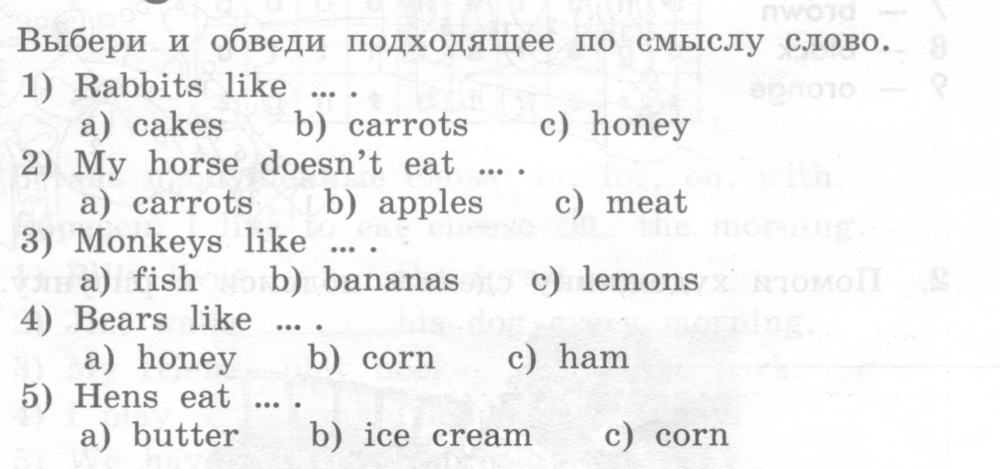 Выбери и обведи подходящее по смыслу слово.
1) Rabbits like ... .
a) cakes b) carrots c) honey
2) My horse doesn't eat ... .
a) carrots b) apples c) meat
3) Monkeys like ... .
a) fish b) bananas c) lemons
4) Bears like ... .
a) honey b) corn c) ham
5) Hens eat ... .
a) butter b) ice cream c) corn